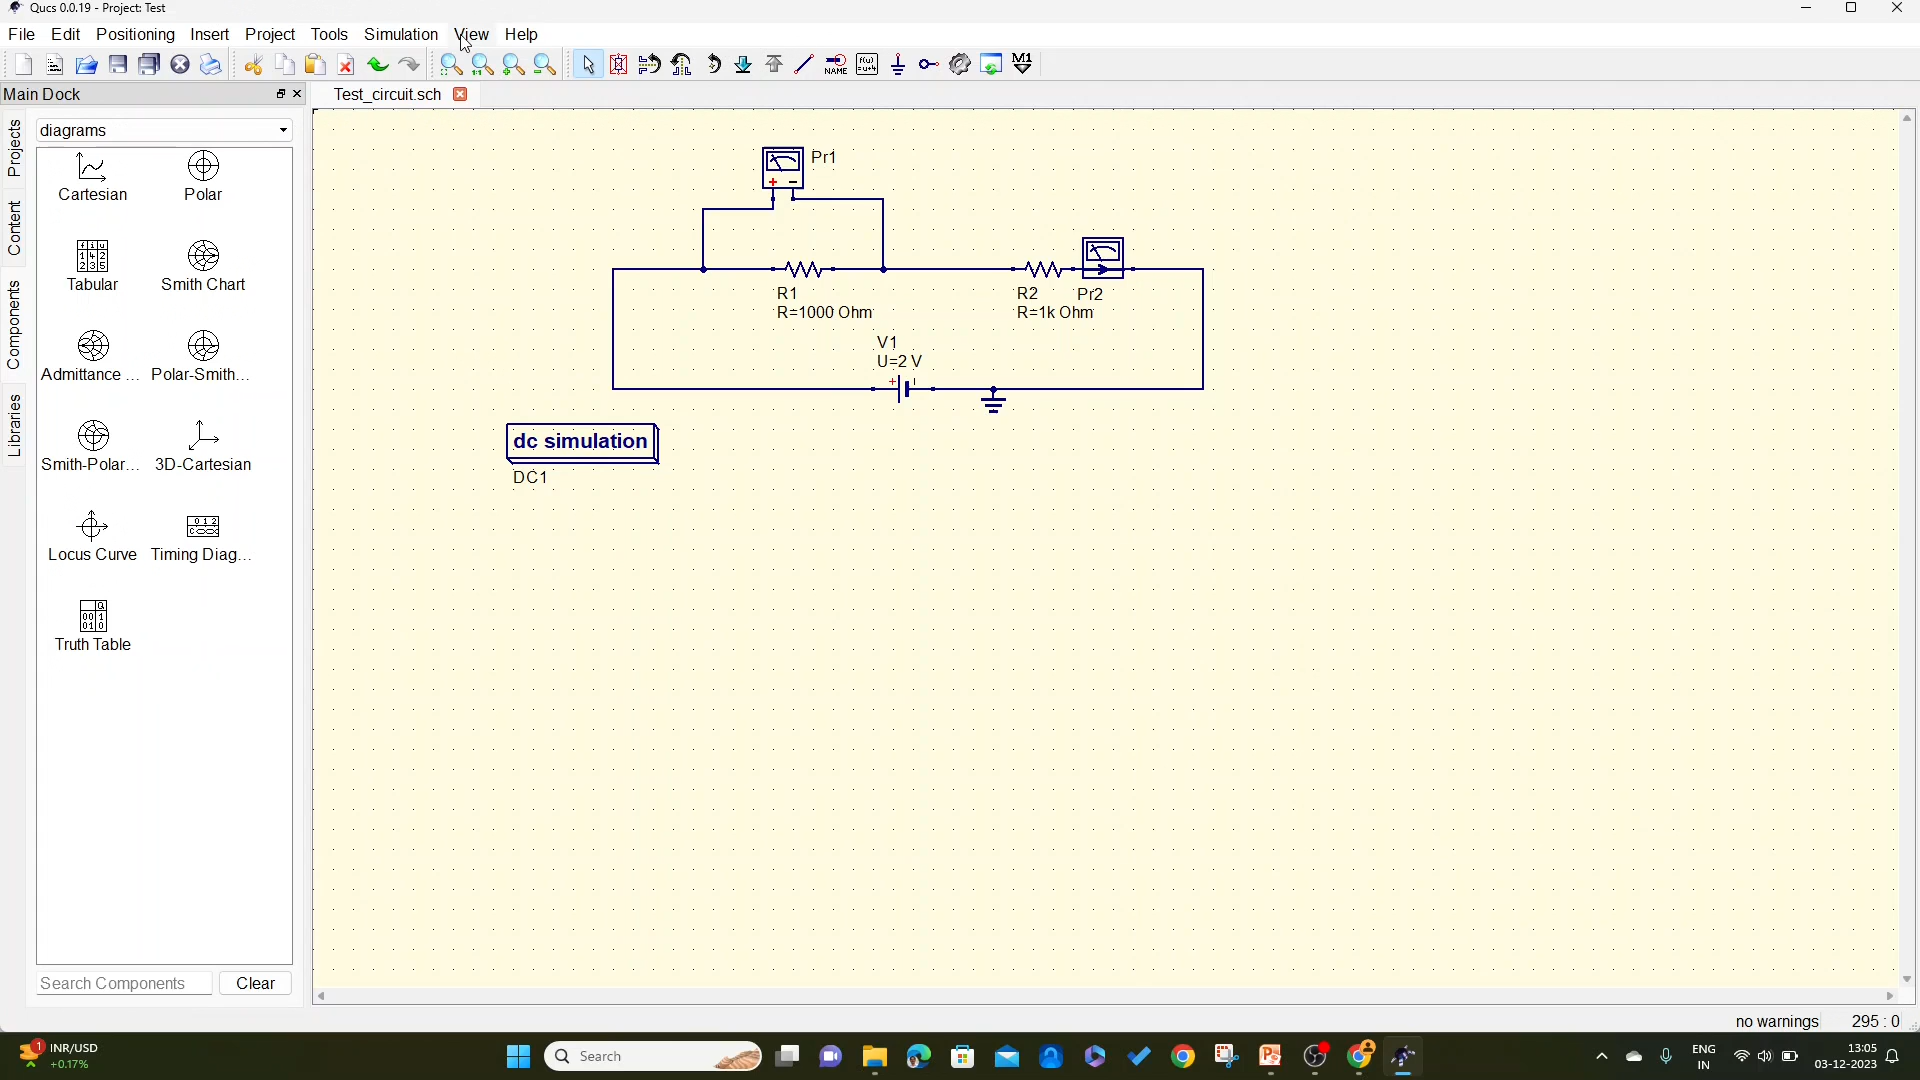 Qucs 0.0.19 - Project: Test
File Edit Positioning Insert Project Tools Simulation View Help
NAME M1
Main Dock
Test_circuit.sch
diagrams
Projects
Content
Components
Libraries
Cartesian Polar
Tabular Smith Chart
Admittance ... Polar-Smith...
Smith-Polar... 3D-Cartesian
Locus Curve Timing Diag...
Truth Table
Search Components Clear
Pr1
+ −
R1
R=1000 Ohm
R2 Pr2
R=1k Ohm
V1
U=2 V
+
dc simulation
DC1
no warnings 295 : 0
1
INR/USD
+0.17%
Search
ENG
IN
13:05
03-12-2023